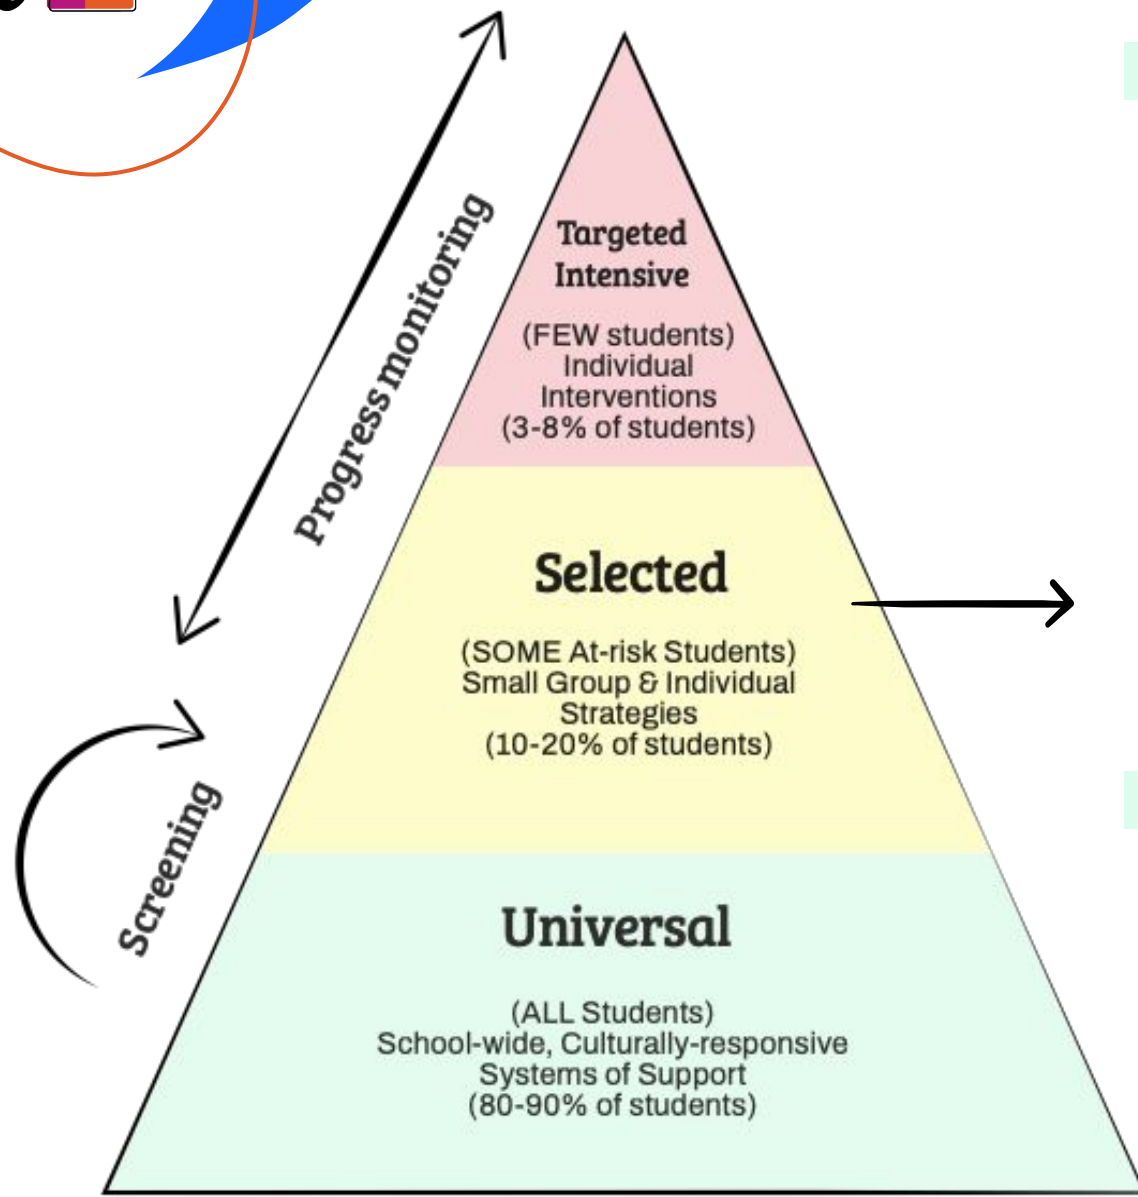 Progress monitoring
Screening
Targeted
Intensive
(FEW students)
Individual
Interventions
(3-8% of students)
Selected
(SOME At-risk Students)
Small Group & Individual
Strategies
(10-20% of students)
Universal
(ALL Students)
School-wide, Culturally-responsive
Systems of Support
(80-90% of students)